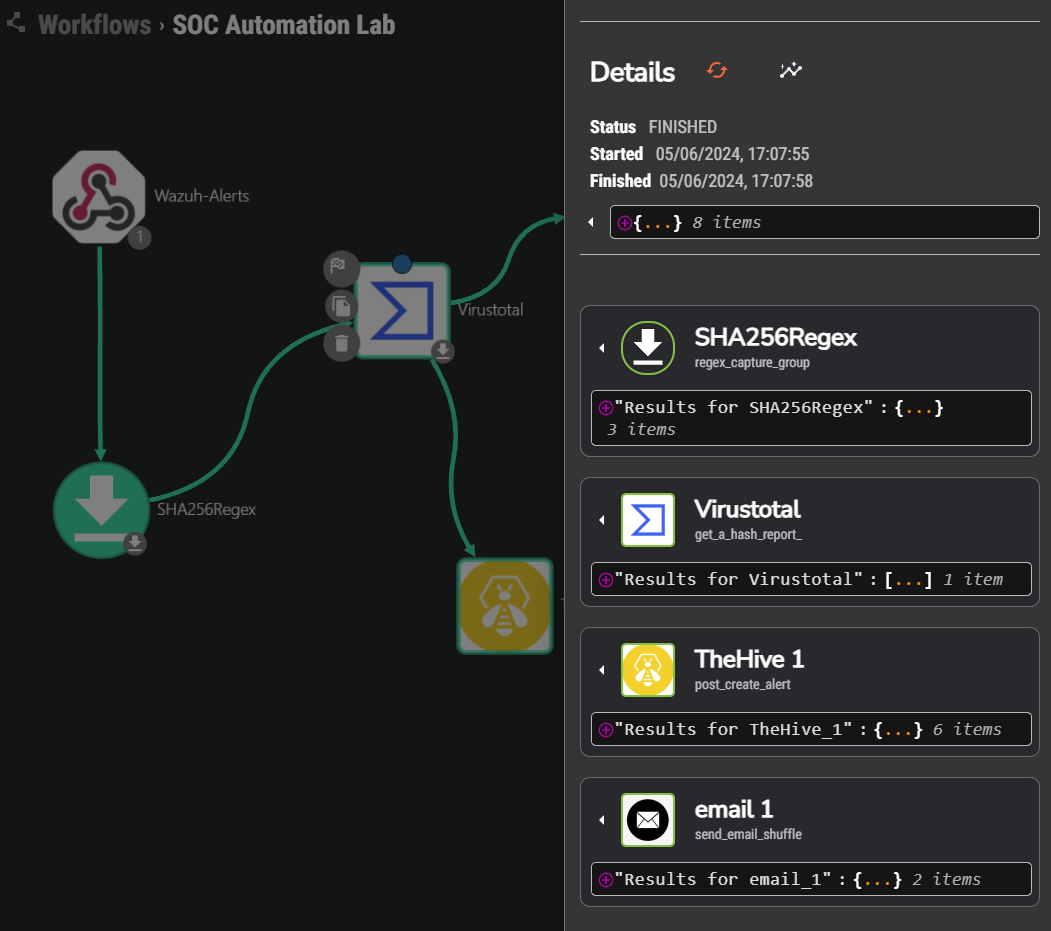 Workflows › SOC Automation Lab
Wazuh-Alerts
1
Virustotal
SHA256Regex
Details
Status FINISHED
Started 05/06/2024, 17:07:55
Finished 05/06/2024, 17:07:58
{...} 8 items
SHA256Regex
regex_capture_group
"Results for SHA256Regex" : {...}
3 items
Virustotal
get_a_hash_report_
"Results for Virustotal" : [...] 1 item
TheHive 1
post_create_alert
"Results for TheHive_1" : {...} 6 items
email 1
send_email_shuffle
"Results for email_1" : {...} 2 items